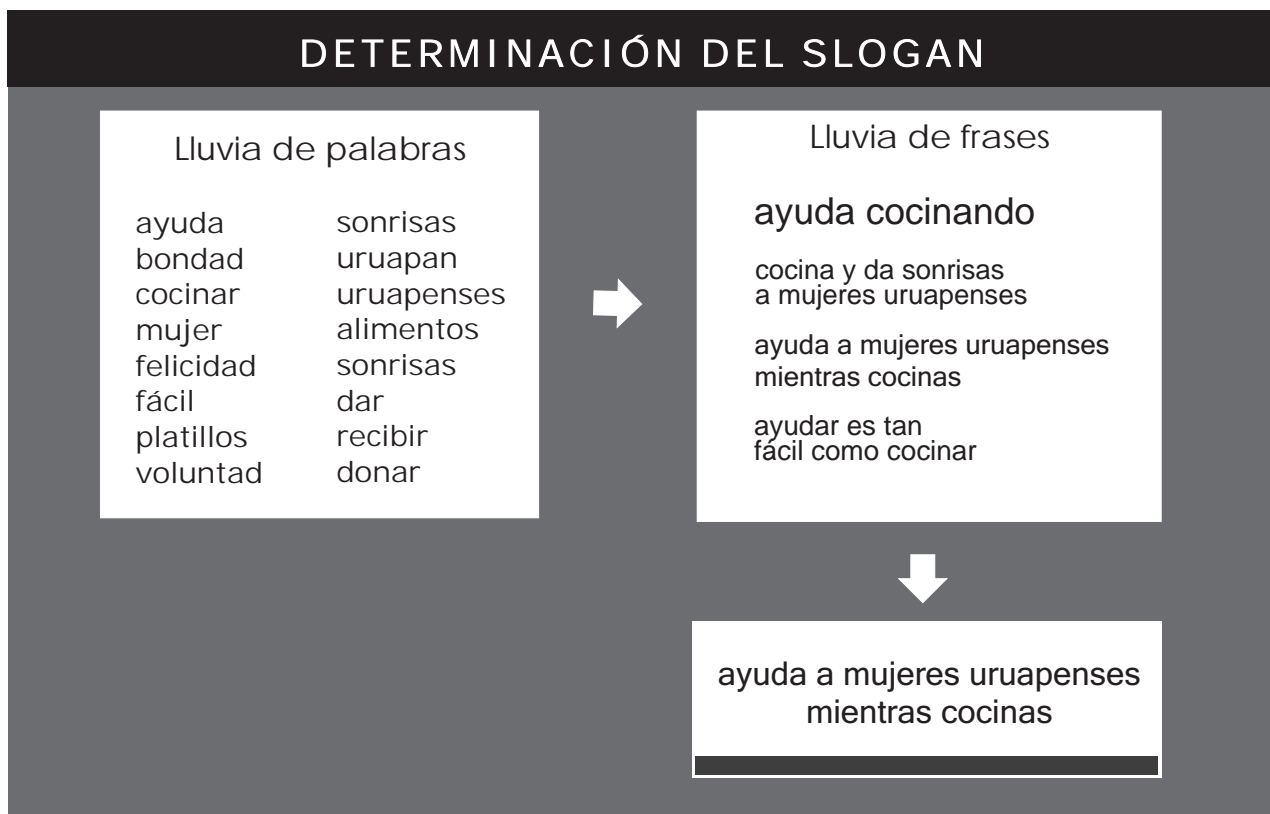 DETERMINACIÓN DEL SLOGAN
Lluvia de palabras
ayuda
bondad
cocinar
mujer
felicidad
fácil
platillos
voluntad
sonrisas
uruapan
uruapenses
alimentos
sonrisas
dar
recibir
donar
Lluvia de frases
ayuda cocinando
cocina y da sonrisas
a mujeres uruapenses
ayuda a mujeres uruapenses
mientras cocinas
ayudar es tan
fácil como cocinar
ayuda a mujeres uruapenses
mientras cocinas